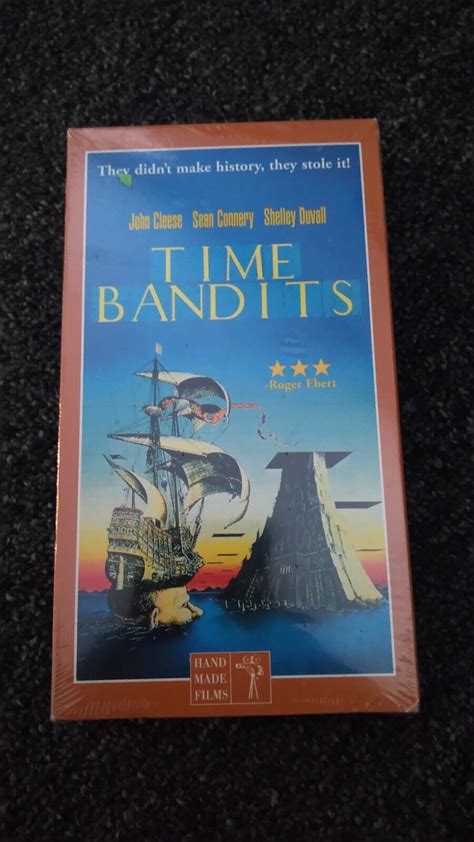 They didn't make history, they stole it!
John Cleese Sean Connery Shelley Duvall
TIME
BANDITS
-Roger Ebert
HAND
MADE
FILMS